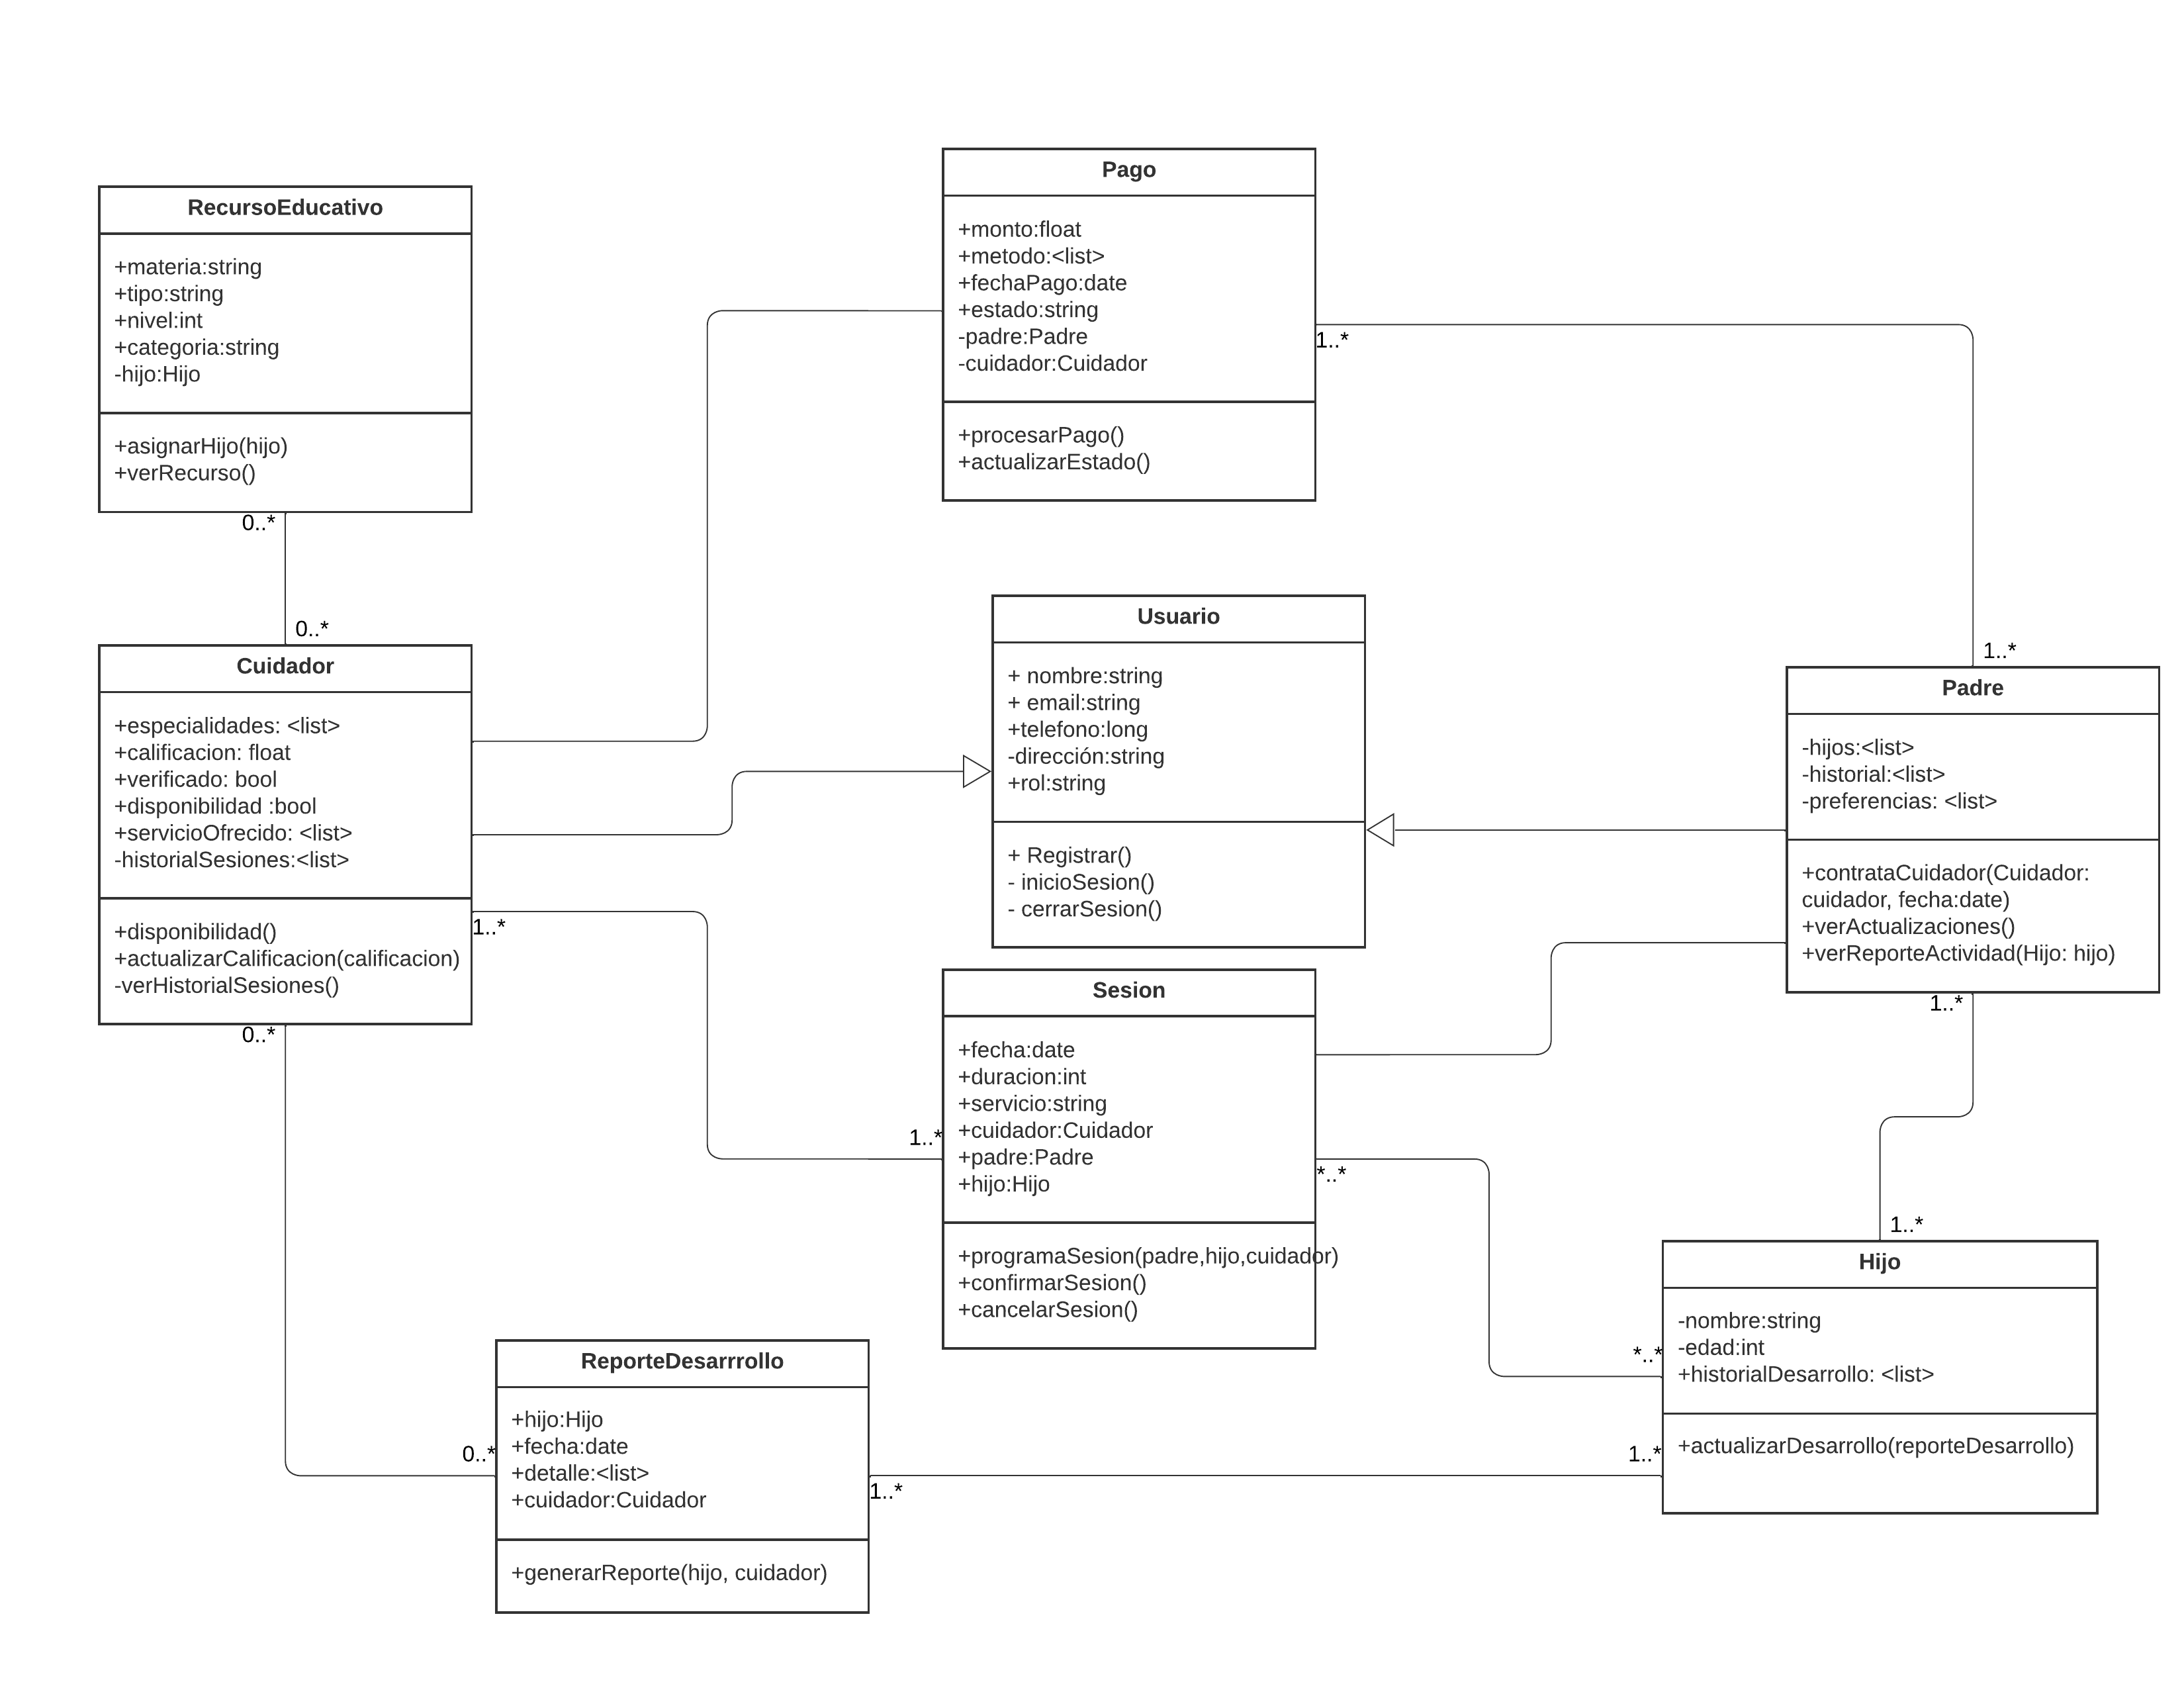 Pago
+monto:float
+metodo:<list>
+fechaPago:date
+estado:string
-padre:Padre
-cuidador:Cuidador
+procesarPago()
+actualizarEstado()
1..*
1..*
RecursoEducativo
+materia:string
+tipo:string
+nivel:int
+categoria:string
-hijo:Hijo
+asignarHijo(hijo)
+verRecurso()
0..*
0..*
Cuidador
+especialidades: <list>
+calificacion: float
+verificado: bool
+disponibilidad :bool
+servicioOfrecido: <list>
-historialSesiones:<list>
+disponibilidad()
+actualizarCalificacion(calificacion)
-verHistorialSesiones()
1..*
0..*
Usuario
+ nombre:string
+ email:string
+telefono:long
-dirección:string
+rol:string
+ Registrar()
- inicioSesion()
- cerrarSesion()
Padre
-hijos:<list>
-historial:<list>
-preferencias: <list>
+contrataCuidador(Cuidador:
cuidador, fecha:date)
+verActualizaciones()
+verReporteActividad(Hijo: hijo)
1..*
1..*
Sesion
+fecha:date
+duracion:int
+servicio:string
+cuidador:Cuidador
+padre:Padre
+hijo:Hijo
+programaSesion(padre,hijo,cuidador)
+confirmarSesion()
+cancelarSesion()
1..*
*..*
*..*
Hijo
-nombre:string
-edad:int
+historialDesarrollo: <list>
+actualizarDesarrollo(reporteDesarrollo)
1..*
ReporteDesarrrollo
+hijo:Hijo
+fecha:date
+detalle:<list>
+cuidador:Cuidador
+generarReporte(hijo, cuidador)
0..*
1..*